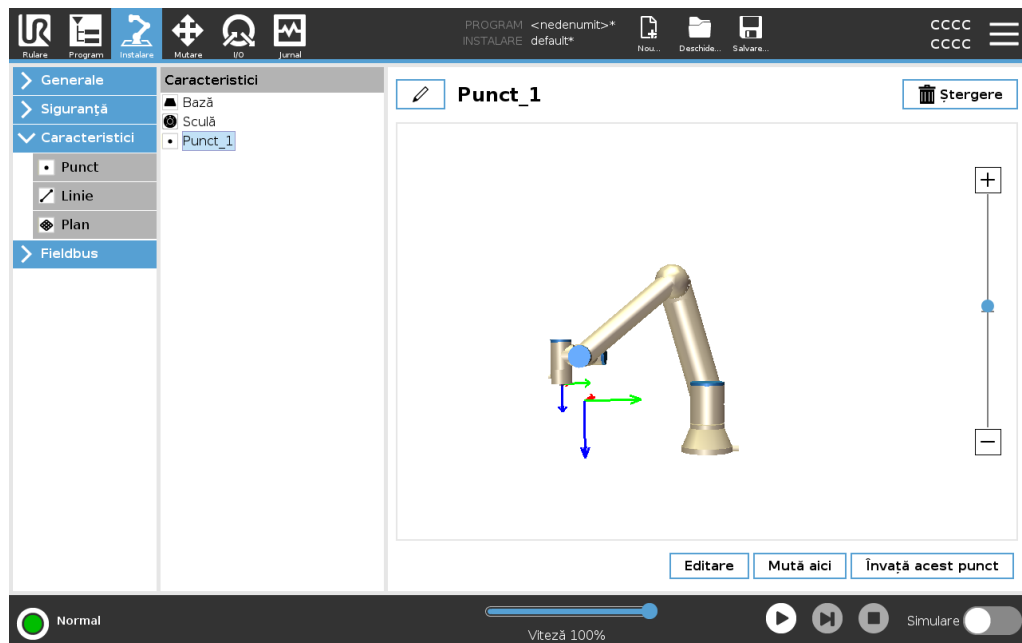 PROGRAM <nedenumit>*
INSTALARE default*
CCCC
CCCC
Rulare Program Instalare Mutare I/O Jurnal Nou... Deschide... Salvare...
Generale
Siguranță
Caracteristici
Punct
Linie
Plan
Fieldbus
Caracteristici
Bază
Sculă
Punct_1
Punct_1
Ștergere
Editare Mută aici Învață acest punct
Normal
Viteză 100%
Simulare